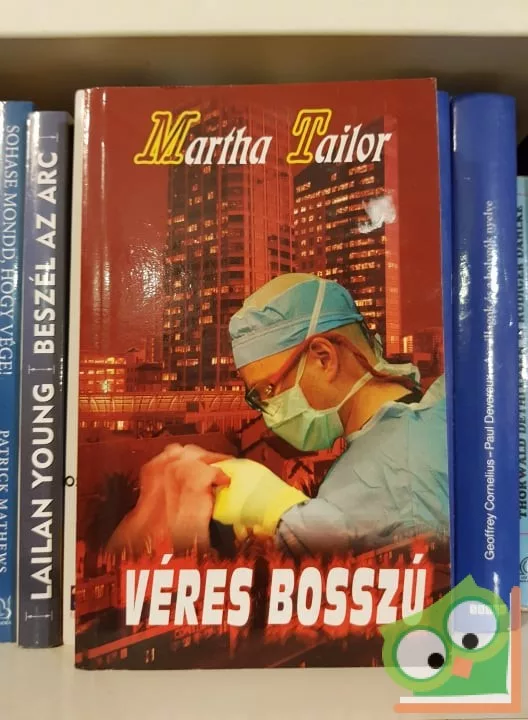 SOHASE MONDD, HOGY VÉGE!
PATRICK MATHEWS
LAILAN YOUNG
BESZÉL AZ ARC
Martha Tailor
VÉRES BOSSZÚ
Geoffrey Cornelius – Paul Devereux
nyelve